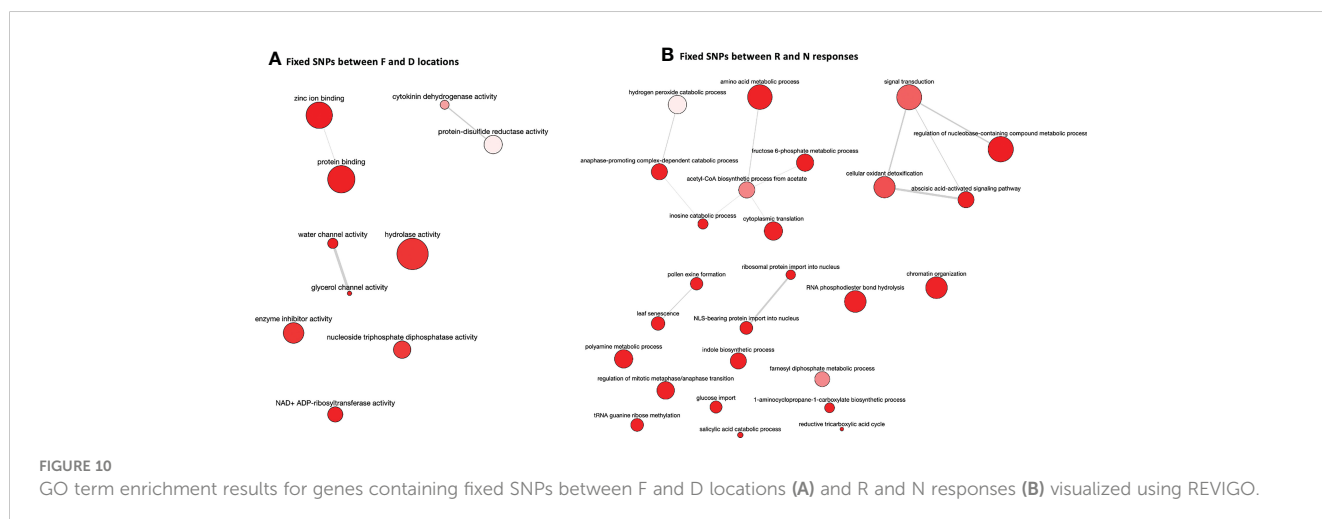 A Fixed SNPs between F and D locations
zinc ion binding
cytokinin dehydrogenase activity
protein-disulfide reductase activity
protein binding
water channel activity
hydrolase activity
glycerol channel activity
enzyme inhibitor activity
nucleoside triphosphate diphosphatase activity
NAD+ ADP-ribosyltransferase activity
B Fixed SNPs between R and N responses
amino acid metabolic process
signal transduction
hydrogen peroxide catabolic process
regulation of nucleobase-containing compound metabolic process
fructose 6-phosphate metabolic process
anaphase-promoting complex-dependent catabolic process
cellular oxidant detoxification
acetyl-CoA biosynthetic process from acetate
abscisic acid-activated signaling pathway
inosine catabolic process
cytoplasmic translation
ribosomal protein import into nucleus
pollen exine formation
chromatin organization
RNA phosphodiester bond hydrolysis
leaf senescence
NLS-bearing protein import into nucleus
polyamine metabolic process
indole biosynthetic process
farnesyl diphosphate metabolic process
regulation of mitotic metaphase/anaphase transition
glucose import
1-aminocyclopropane-1-carboxylate biosynthetic process
tRNA guanine ribose methylation
salicylic acid catabolic process
reductive tricarboxylic acid cycle
FIGURE 10
GO term enrichment results for genes containing fixed SNPs between F and D locations (A) and R and N responses (B) visualized using REVIGO.